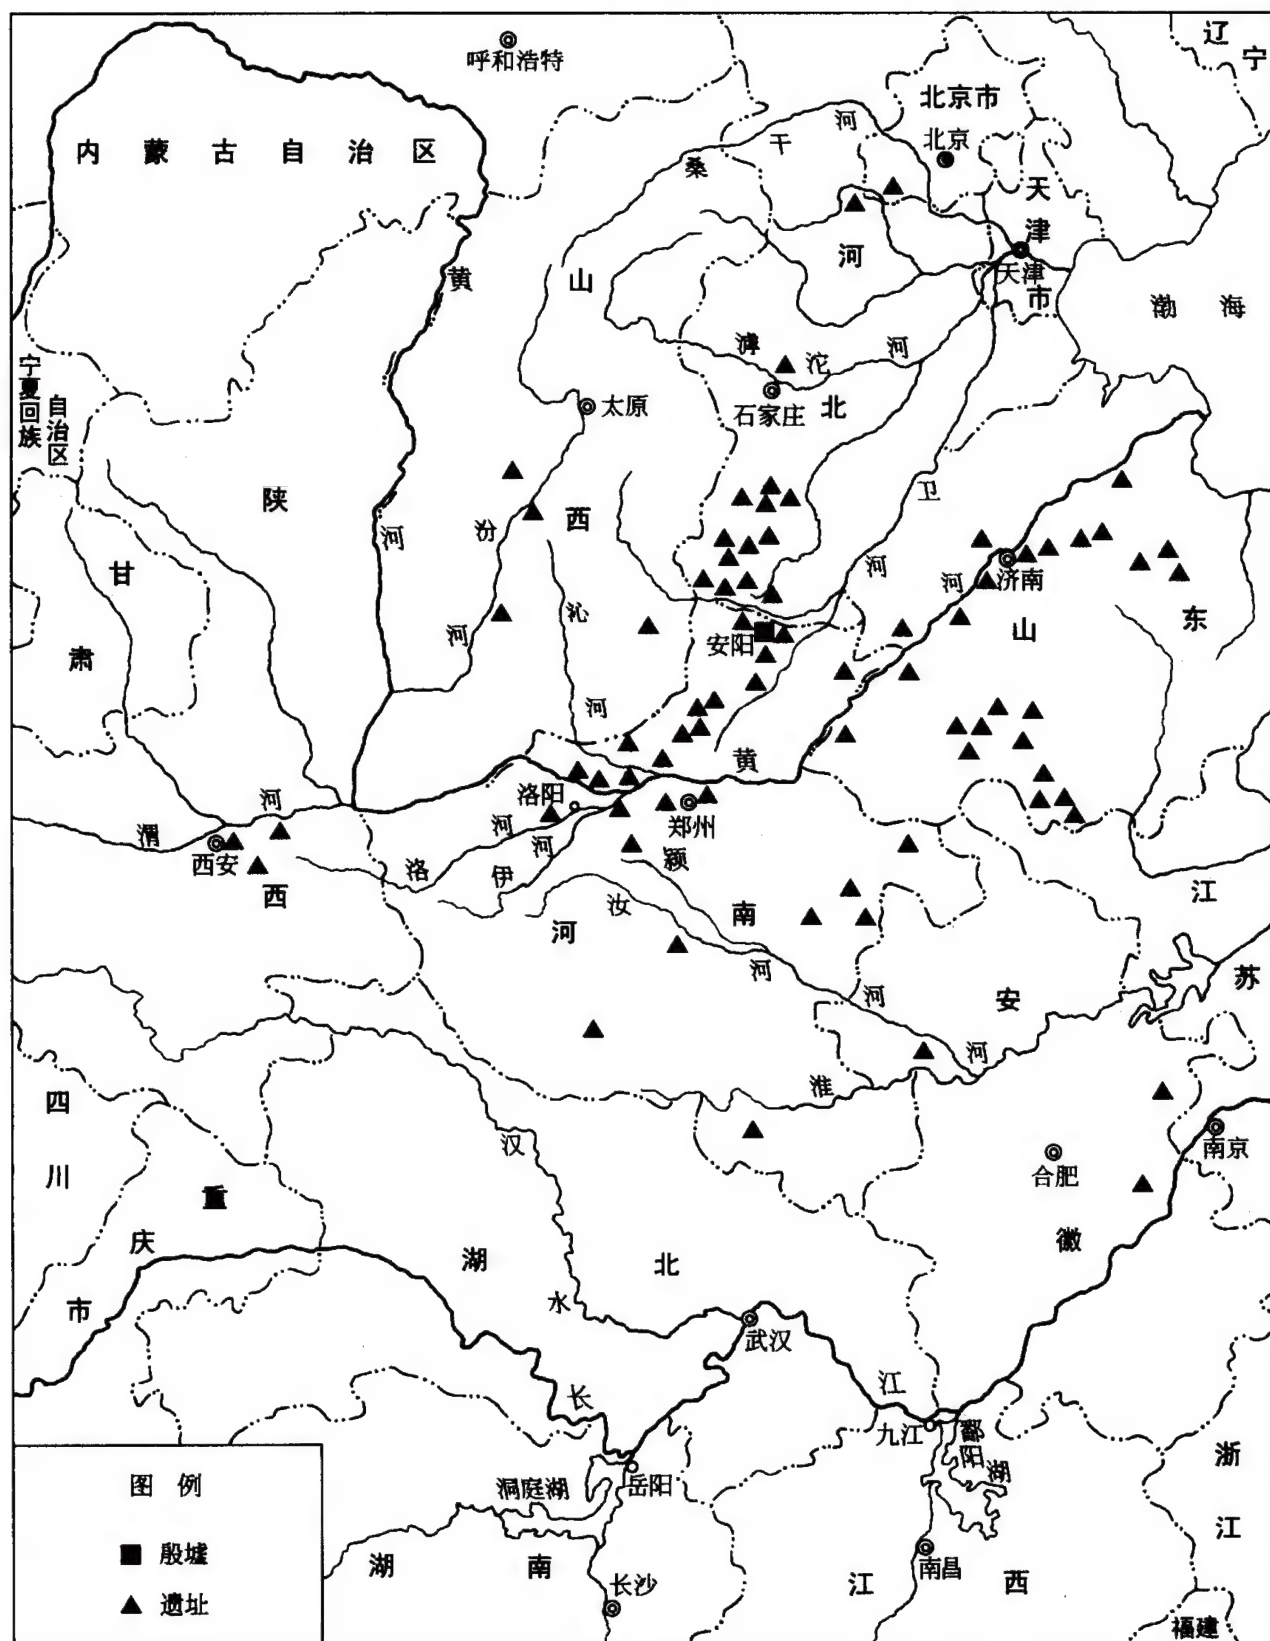 辽
宁
呼和浩特
北京市
北京
内蒙古自治区
桑干河
天
津
市
天津
河
北
黄
河
山
西
渤海
滹沱河
宁夏回族
自治区
太原
石家庄
陕
西
汾
河
卫
河
沁
河
甘
肃
济南
河
山东
安阳
黄
洛阳
河
洛
伊
河
郑州
颍
河
渭河
西安
汝
河
河
南
江
苏
安
徽
淮
河
四
川
重
庆
市
汉
水
南京
合肥
湖北
武汉
长
江
九江
鄱
阳
湖
洞庭湖
岳阳
浙
江
南昌
湖南
长沙
江西
福建
图例
殷墟
遗址